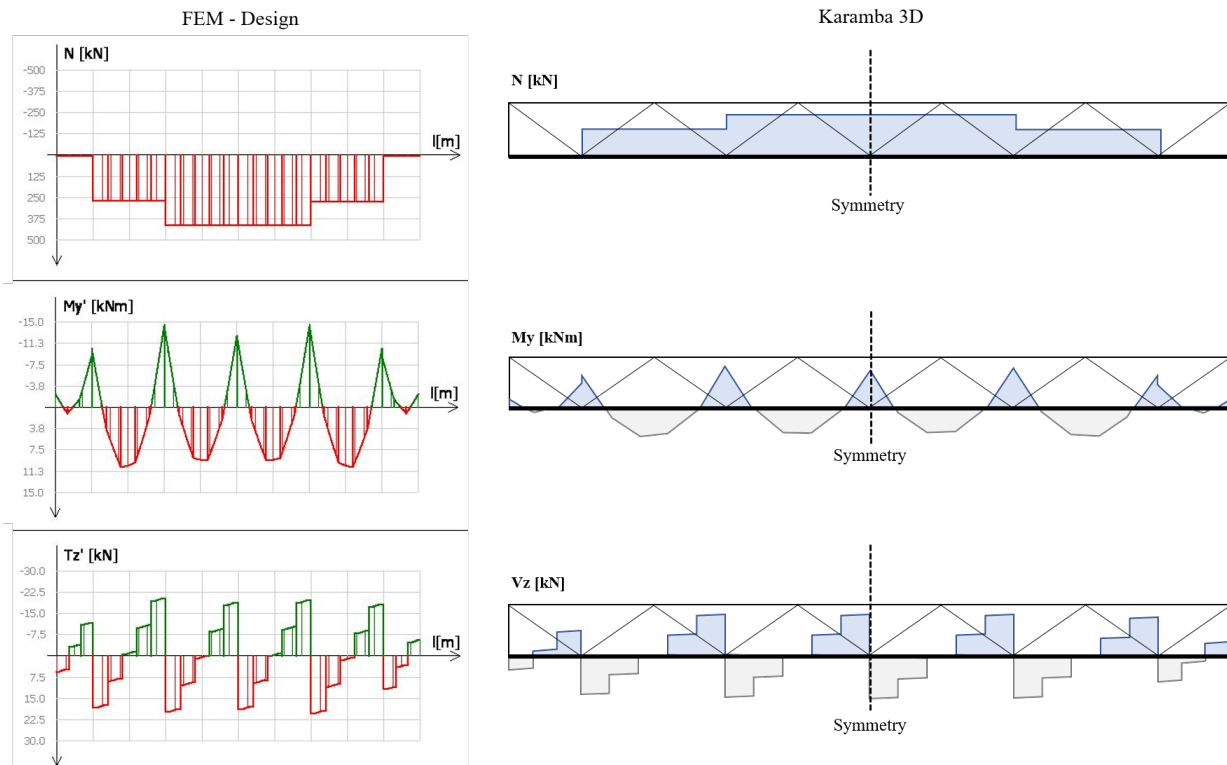 FEM - Design
Karamba 3D
N [kN]
-500
-375
-250
-125
l[m]
125
250
375
500
N [kN]
Symmetry
My' [kNm]
-15.0
-11.3
-7.5
-3.8
l[m]
3.8
7.5
11.3
15.0
My [kNm]
Symmetry
Tz' [kN]
-30.0
-22.5
-15.0
-7.5
l[m]
7.5
15.0
22.5
30.0
Vz [kN]
Symmetry